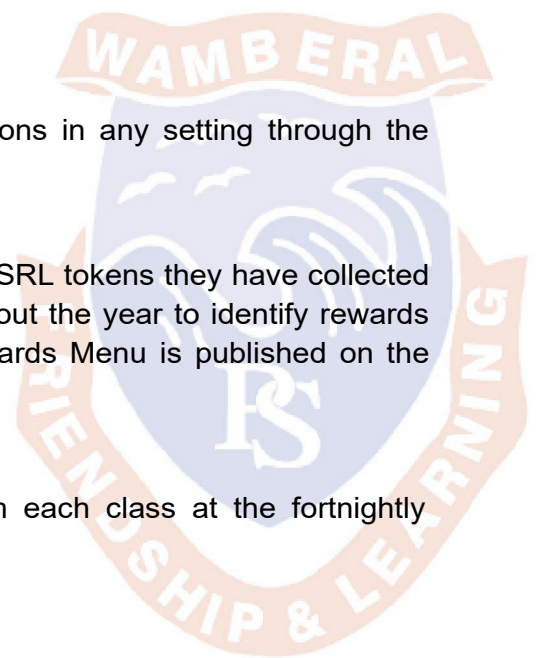 WAMBERAL
ons in any setting through the
SRL tokens they have collected
out the year to identify rewards
ards Menu is published on the
PS
each class at the fortnightly
FRIENDSHIP & LEARNING